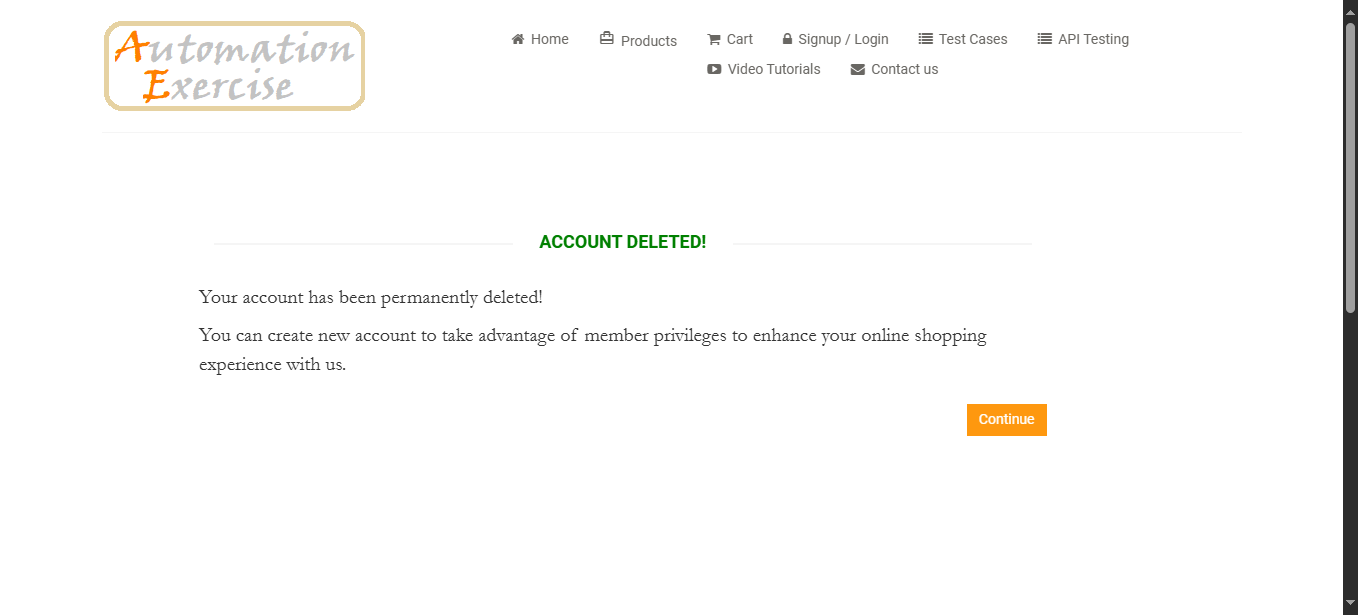 Automation
Exercise
Home Products Cart Signup / Login Test Cases API Testing
Video Tutorials Contact us
ACCOUNT DELETED!
Your account has been permanently deleted!
You can create new account to take advantage of member privileges to enhance your online shopping
experience with us.
Continue